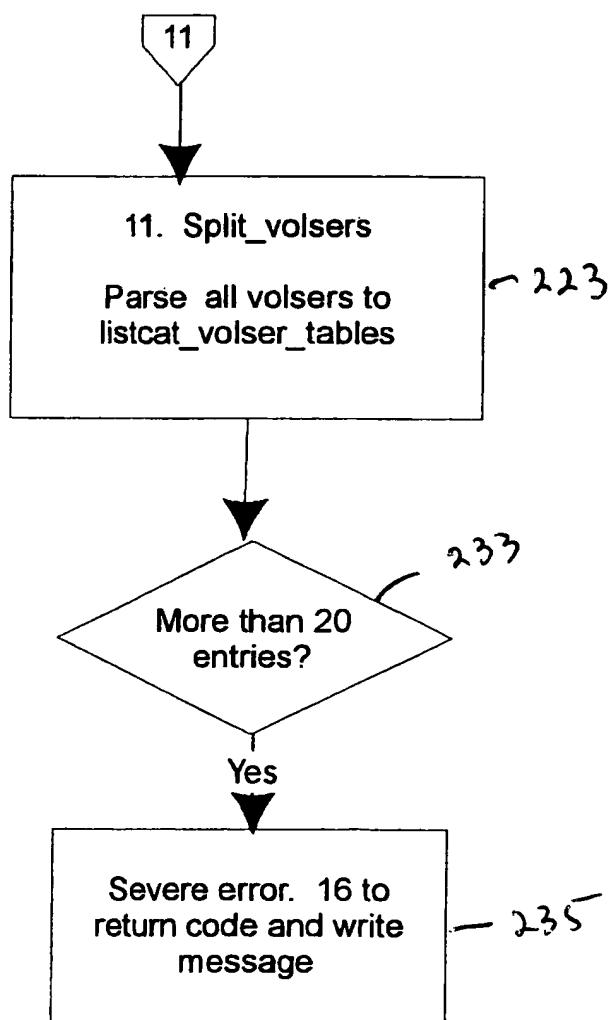 11
11. Split_volsers
Parse all volsers to
listcat_volser_tables
223
233
More than 20
entries?
Yes
Severe error. 16 to
return code and write
message
235